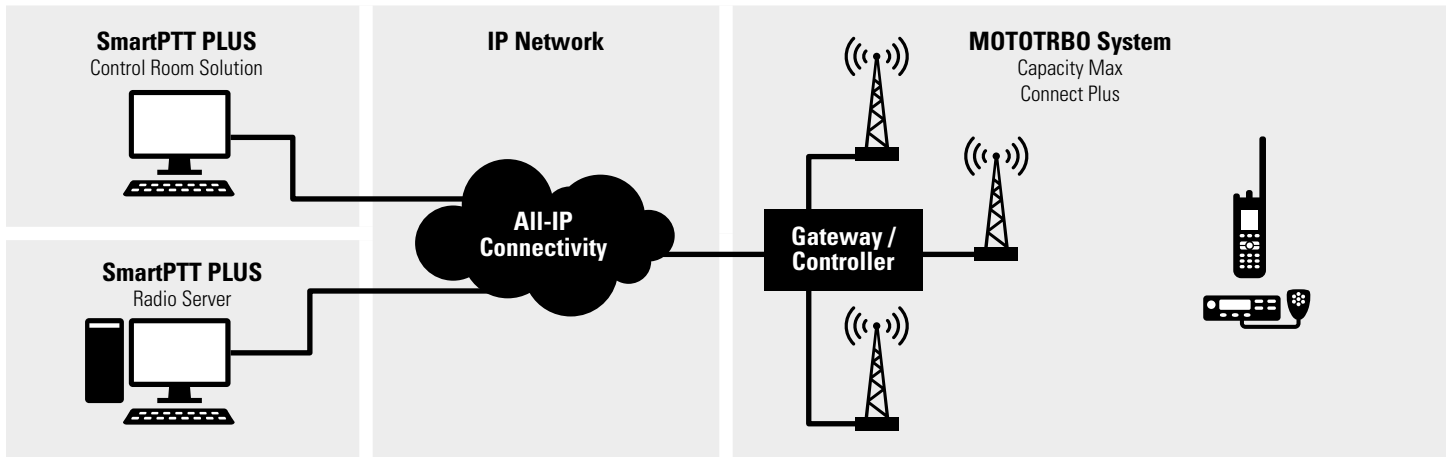 SmartPTT PLUS
Control Room Solution
SmartPTT PLUS
Radio Server
IP Network
All-IP
Connectivity
MOTOTRBO System
Capacity Max
Connect Plus
Gateway /
Controller